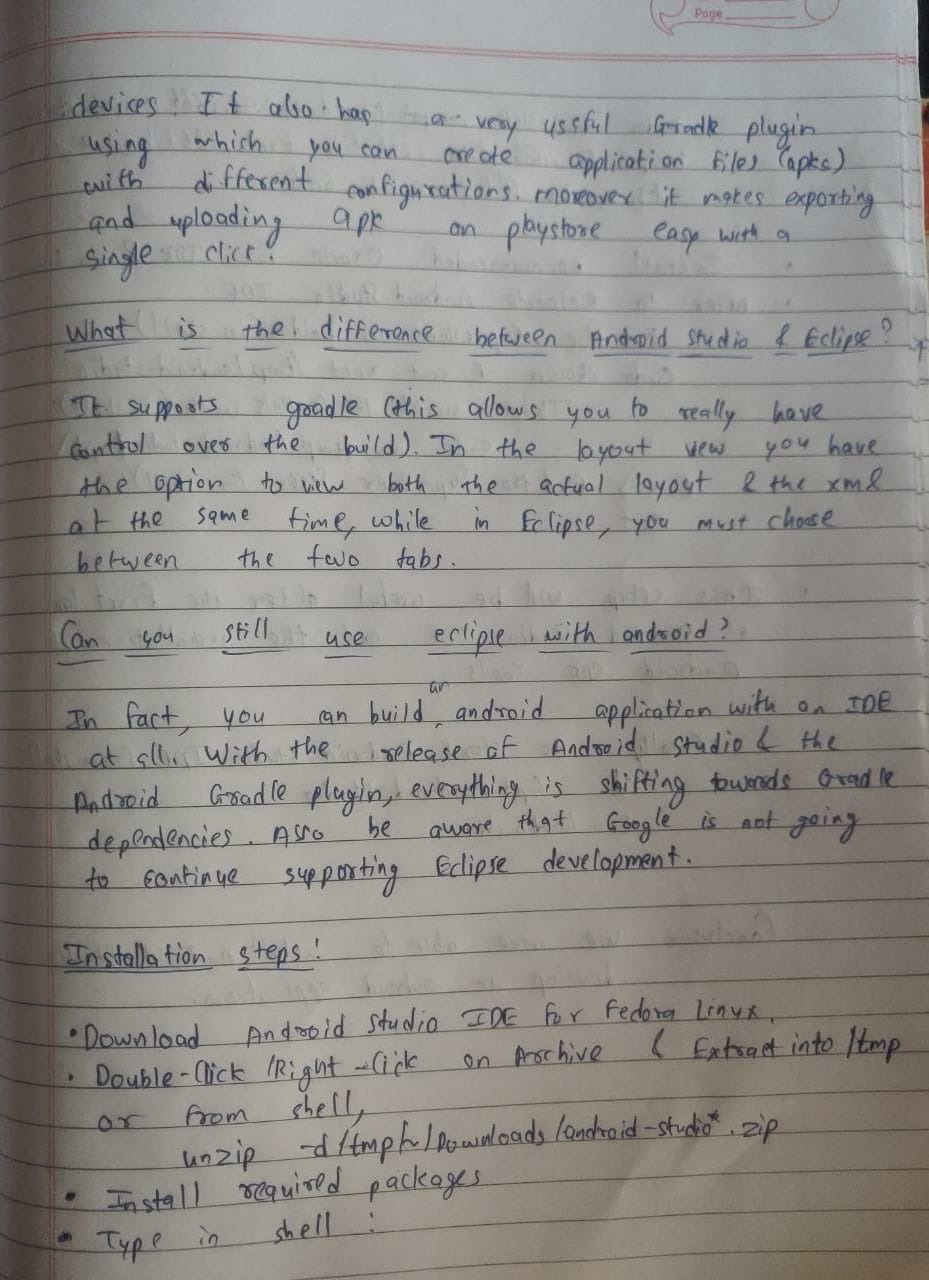 Page
devices. It also has a very useful Gradle plugin
using which you can create application files (apks)
with different configurations. moreover it makes exporting
and uploading apk on playstore easy with a
single click.
What is the difference between Android Studio & Eclipse?
It supports gradle (this allows you to really have
control over the build). In the layout view you have
the option to view both the actual layout & the xml
at the same time, while in Eclipse, you must choose
between the two tabs.
Can you still use eclipse with android?
an
In fact, you can build android application with on IDE
at all. With the release of Android studio & the
Android Gradle plugin, everything is shifting towards Gradle
dependencies. Also be aware that Google is not going
to continue supporting Eclipse development.
Installation steps:
• Download Android studio IDE for Fedora Linux.
• Double-Click /Right-Click on Archive & Extract into /tmp
or from shell,
unzip -d /tmp ~/Downloads/android-studio*.zip
• Install required packages
• Type in shell :